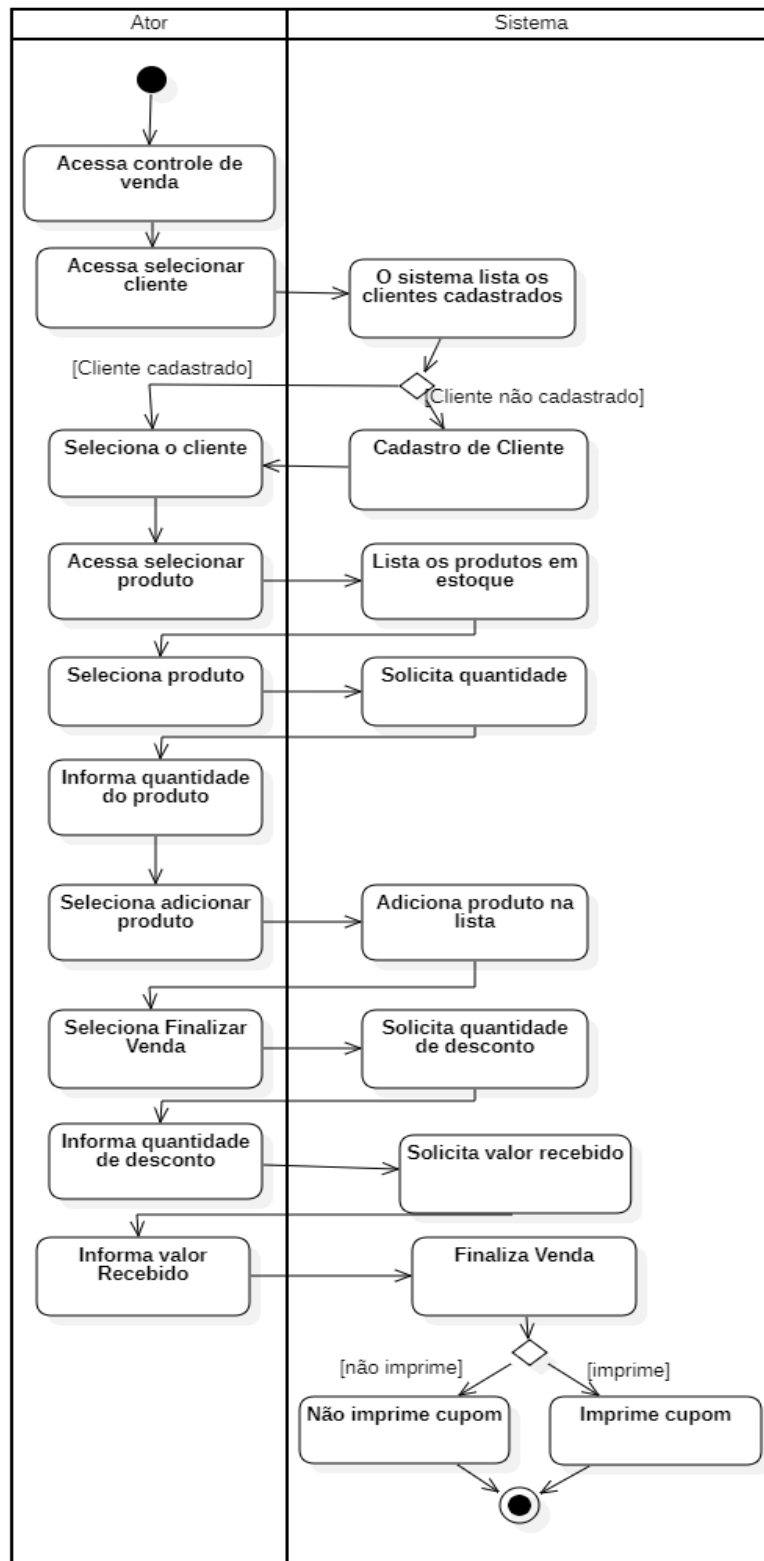 Ator
Sistema
Acessa controle de
venda
Acessa selecionar
cliente
O sistema lista os
clientes cadastrados
[Cliente cadastrado]
[Cliente não cadastrado]
Seleciona o cliente
Cadastro de Cliente
Acessa selecionar
produto
Lista os produtos em
estoque
Seleciona produto
Solicita quantidade
Informa quantidade
do produto
Seleciona adicionar
produto
Adiciona produto na
lista
Seleciona Finalizar
Venda
Solicita quantidade
de desconto
Informa quantidade
de desconto
Solicita valor recebido
Informa valor
Recebido
Finaliza Venda
[não imprime]
[imprime]
Não imprime cupom
Imprime cupom